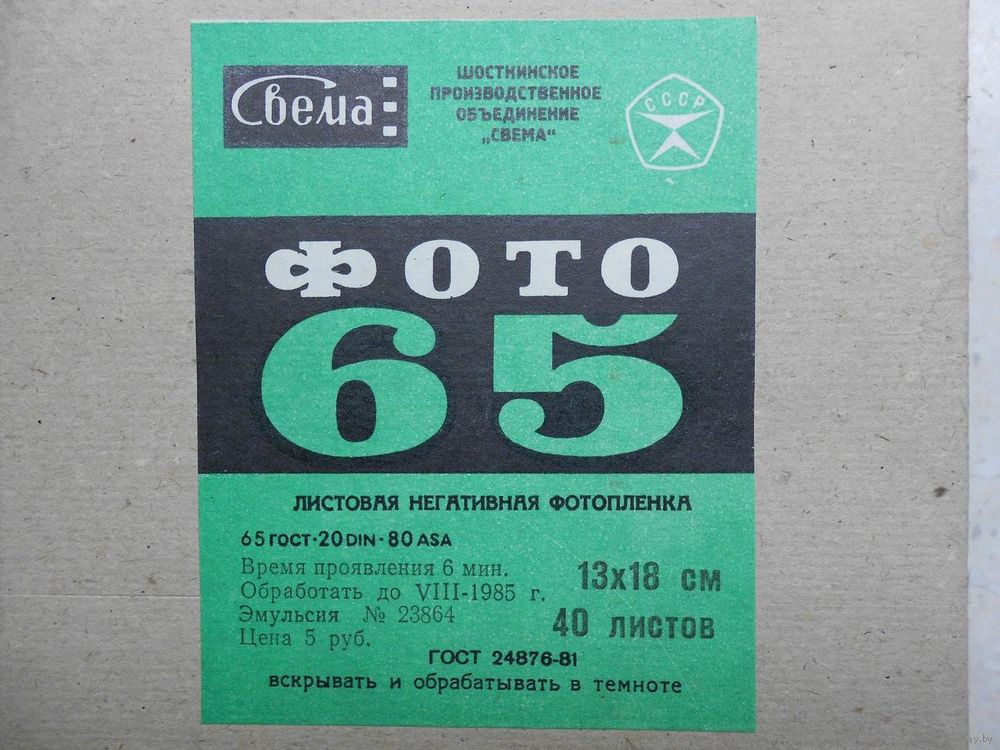 Свема
ШОСТКИНСКОЕ
ПРОИЗВОДСТВЕННОЕ
ОБЪЕДИНЕНИЕ
„СВЕМА“
СССР
ФОТО
65
ЛИСТОВАЯ НЕГАТИВНАЯ ФОТОПЛЕНКА
65 ГОСТ·20 DIN·80 ASA
Время проявления 6 мин.
Обработать до VIII-1985 г.
Эмульсия № 23864
Цена 5 руб.
13х18 см
40 листов
ГОСТ 24876-81
вскрывать и обрабатывать в темноте